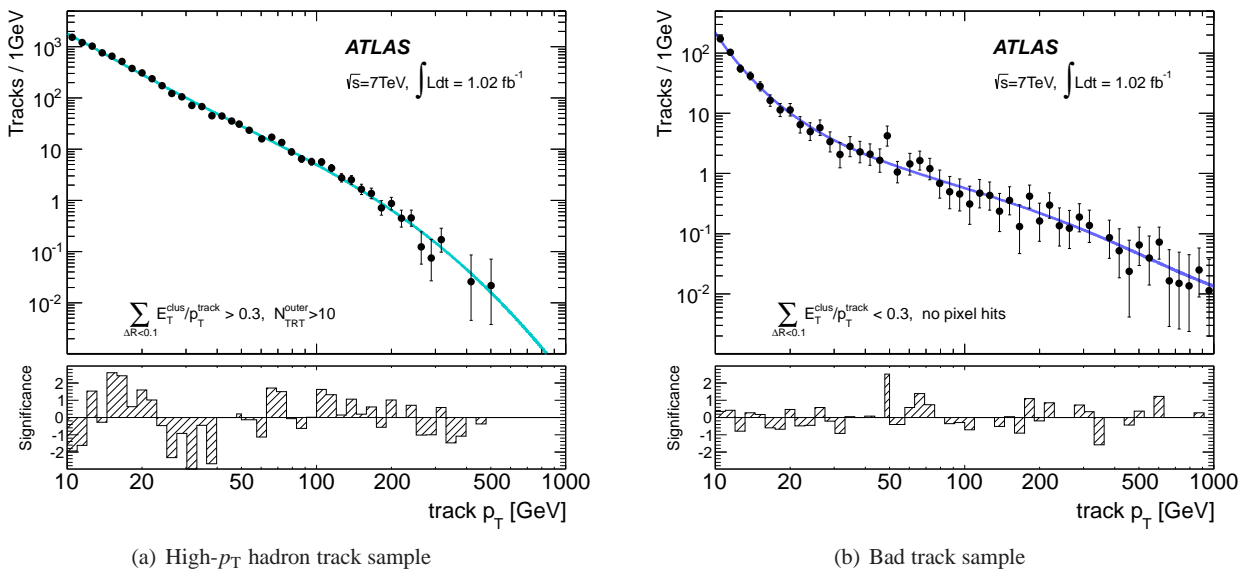 Tracks / 1GeV
10³
10²
10
1
10⁻¹
10⁻²
ATLAS
√s=7TeV, ∫Ldt = 1.02 fb⁻¹
∑ E_T^clus/p_T^track > 0.3, N_TRT^outer>10
ΔR<0.1
Significance
2
1
0
-1
-2
10 20 50 100 200 500 1000
track p_T [GeV]
(a) High-p_T hadron track sample
Tracks / 1GeV
10²
10
1
10⁻¹
10⁻²
ATLAS
√s=7TeV, ∫Ldt = 1.02 fb⁻¹
∑ E_T^clus/p_T^track < 0.3, no pixel hits
ΔR<0.1
Significance
2
1
0
-1
-2
10 20 50 100 200 500 1000
track p_T [GeV]
(b) Bad track sample